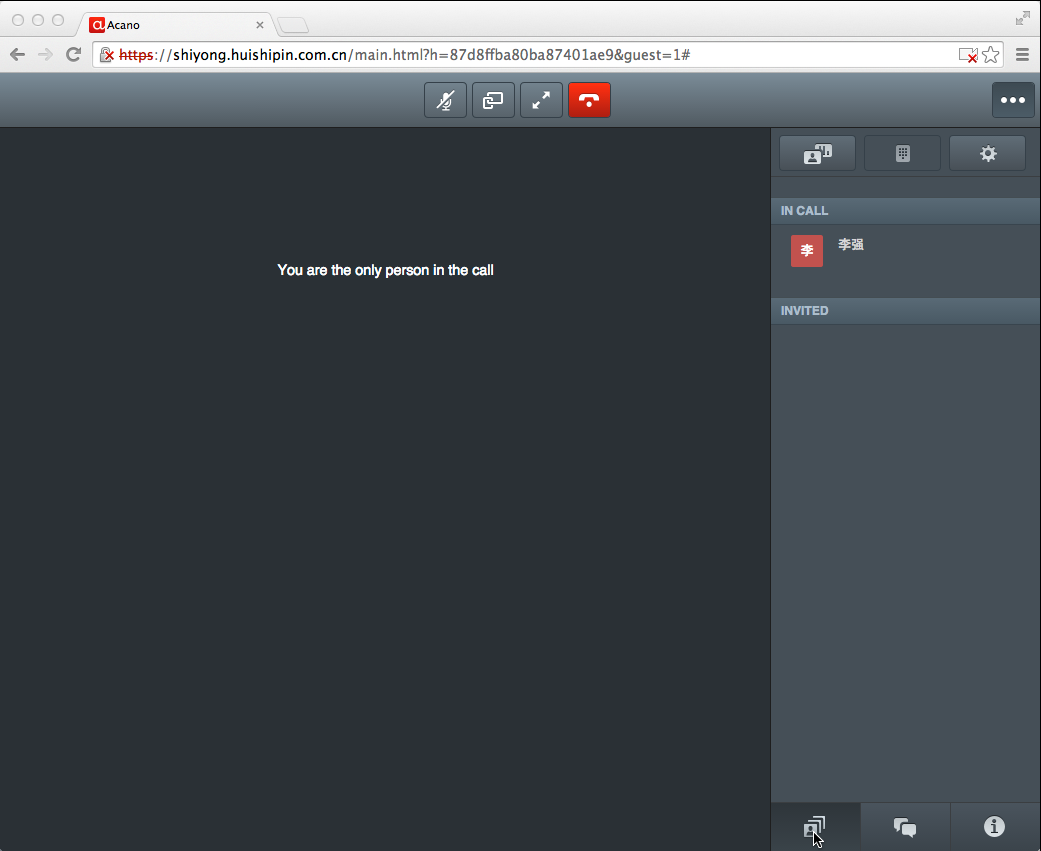 Acano
https://shiyong.huishipin.com.cn/main.html?h=87d8ffba80ba87401ae9&guest=1#
IN CALL
李
李强
You are the only person in the call
INVITED